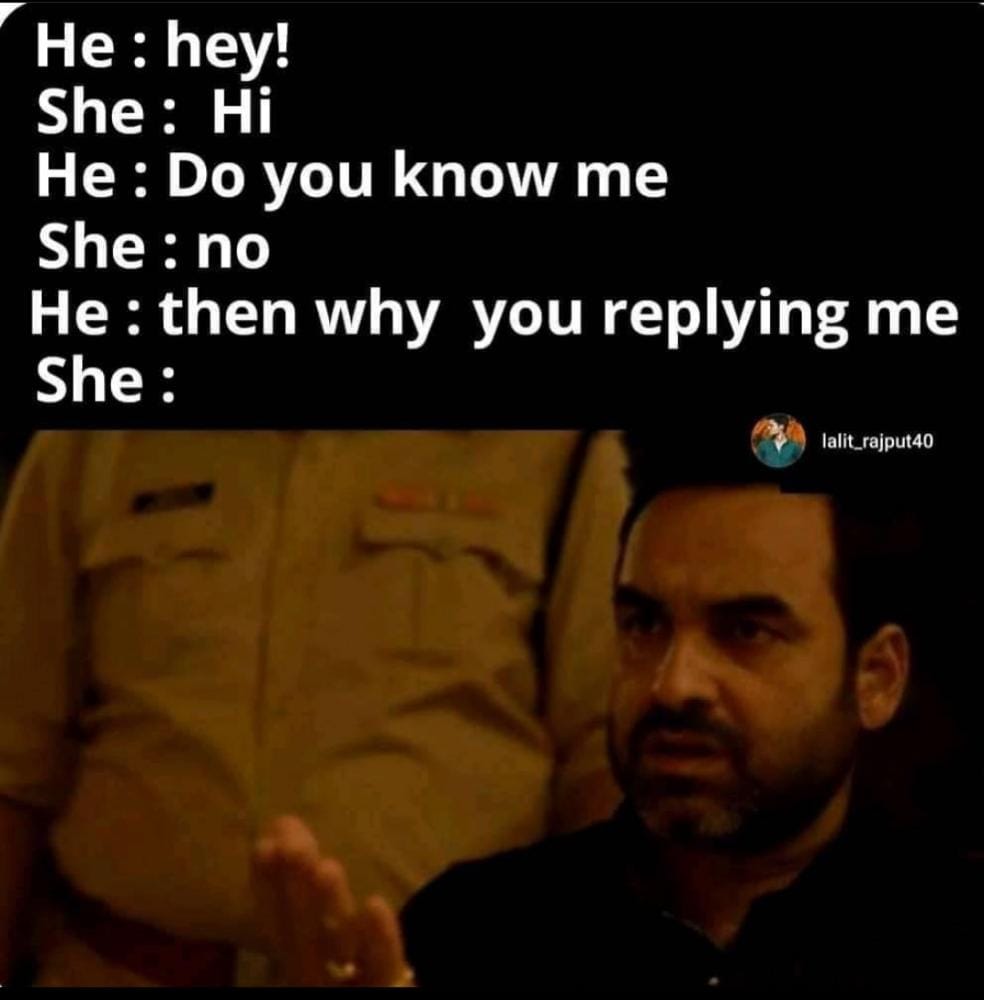 He : hey!
She :  Hi
He : Do you know me
She : no
He : then why  you replying me
She :
lalit_rajput40